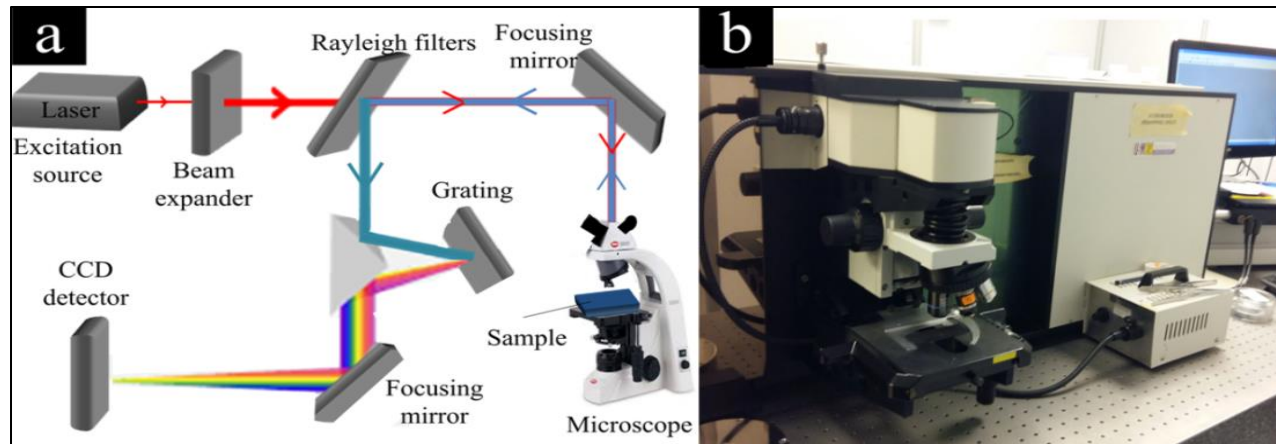 a
Rayleigh filters
Focusing
mirror
Laser
Excitation
source
Beam
expander
Grating
CCD
detector
Sample
Focusing
mirror
Microscope
b